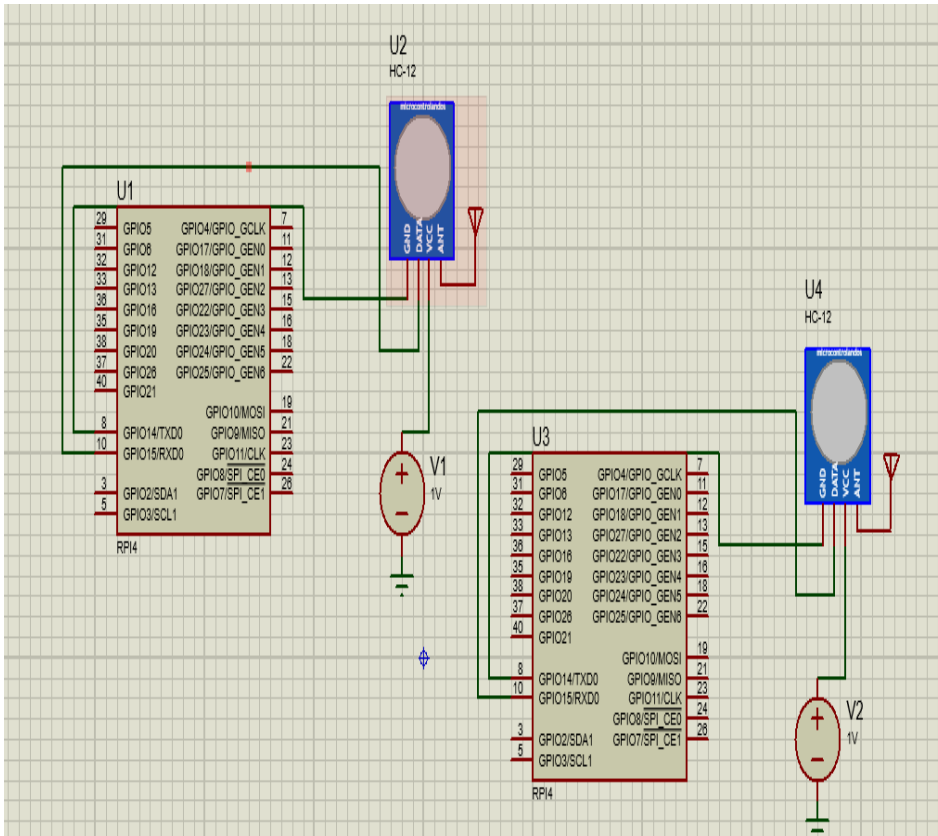 U2
HC-12
microcontrolandos
GND
DATA
VCC
ANT
U1
29 GPIO5 GPIO4/GPIO_GCLK 7
31 GPIO6 GPIO17/GPIO_GEN0 11
32 GPIO12 GPIO18/GPIO_GEN1 12
33 GPIO13 GPIO27/GPIO_GEN2 13
36 GPIO16 GPIO22/GPIO_GEN3 15
35 GPIO19 GPIO23/GPIO_GEN4 16
38 GPIO20 GPIO24/GPIO_GEN5 18
37 GPIO26 GPIO25/GPIO_GEN6 22
40 GPIO21
GPIO10/MOSI 19
8 GPIO14/TXD0 GPIO9/MISO 21
10 GPIO15/RXD0 GPIO11/CLK 23
GPIO8/SPI_CE0 24
3 GPIO2/SDA1 GPIO7/SPI_CE1 26
5 GPIO3/SCL1
RPI4
V1
1V
+
−
U4
HC-12
microcontrolandos
GND
DATA
VCC
ANT
U3
29 GPIO5 GPIO4/GPIO_GCLK 7
31 GPIO6 GPIO17/GPIO_GEN0 11
32 GPIO12 GPIO18/GPIO_GEN1 12
33 GPIO13 GPIO27/GPIO_GEN2 13
36 GPIO16 GPIO22/GPIO_GEN3 15
35 GPIO19 GPIO23/GPIO_GEN4 16
38 GPIO20 GPIO24/GPIO_GEN5 18
37 GPIO26 GPIO25/GPIO_GEN6 22
40 GPIO21
GPIO10/MOSI 19
8 GPIO14/TXD0 GPIO9/MISO 21
10 GPIO15/RXD0 GPIO11/CLK 23
GPIO8/SPI_CE0 24
3 GPIO2/SDA1 GPIO7/SPI_CE1 26
5 GPIO3/SCL1
RPI4
V2
1V
+
−